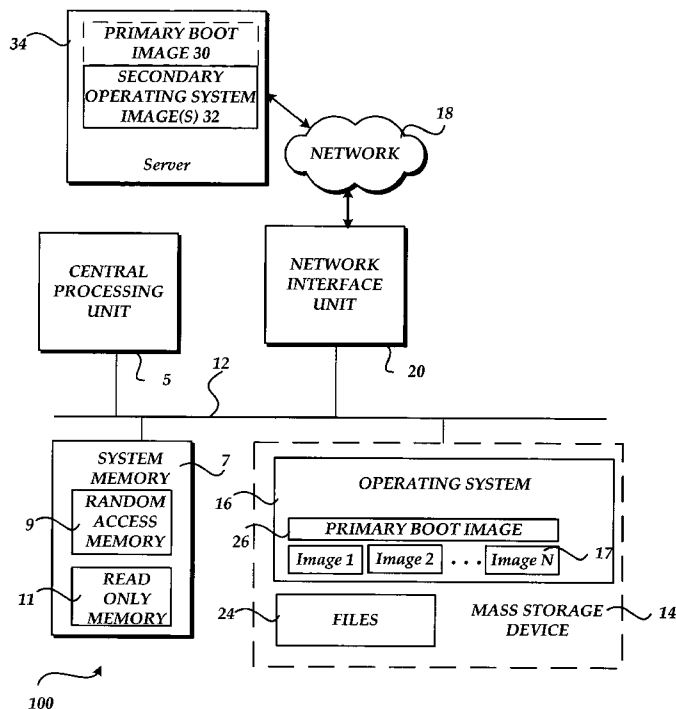 34
PRIMARY BOOT
IMAGE 30
SECONDARY
OPERATING SYSTEM
IMAGE(S) 32
Server
18
NETWORK
CENTRAL
PROCESSING
UNIT
5
NETWORK
INTERFACE
UNIT
20
12
SYSTEM
MEMORY
7
RANDOM
ACCESS
MEMORY
9
READ
ONLY
MEMORY
11
OPERATING SYSTEM
16
PRIMARY BOOT IMAGE
26
Image 1
Image 2
. . .
Image N
17
24
FILES
MASS STORAGE
DEVICE
14
100